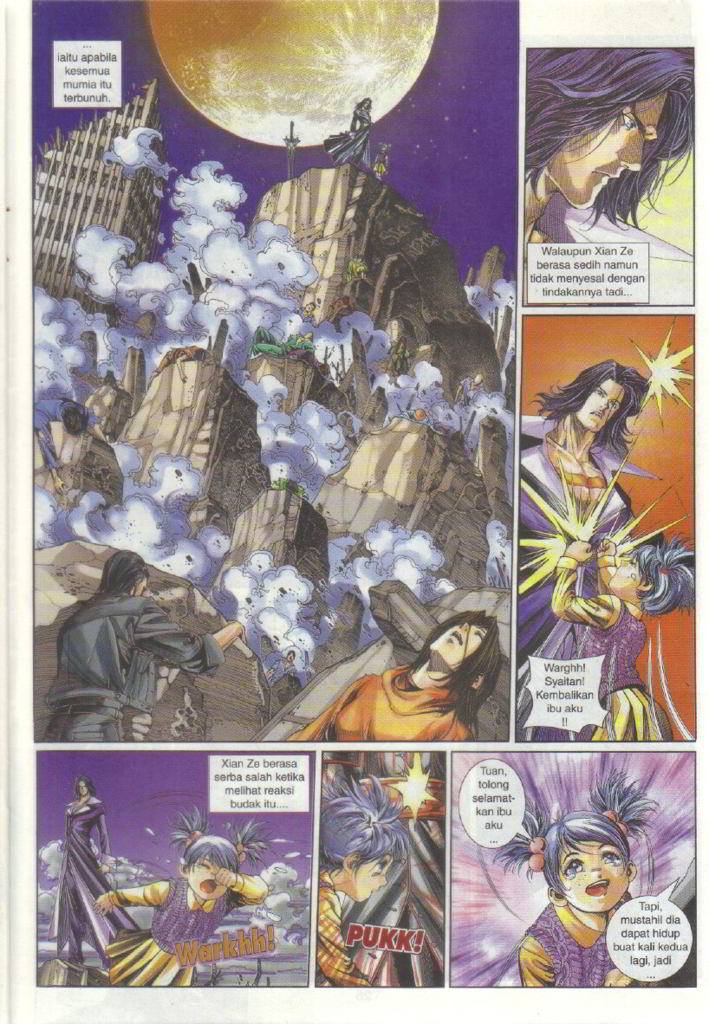 ...
iaitu apabila
kesemua
mumia itu
terbunuh.
Walaupun Xian Ze
berasa sedih namun
tidak menyesal dengan
tindakannya tadi...
Warghh!
Syaitan!
Kembalikan
ibu aku
!!
Xian Ze berasa
serba salah ketika
melihat reaksi
budak itu....
Warkhh!
PUKK!
Tuan,
tolong
selamat-
kan ibu
aku
...
Tapi,
mustahil dia
dapat hidup
buat kali kedua
lagi, jadi
...